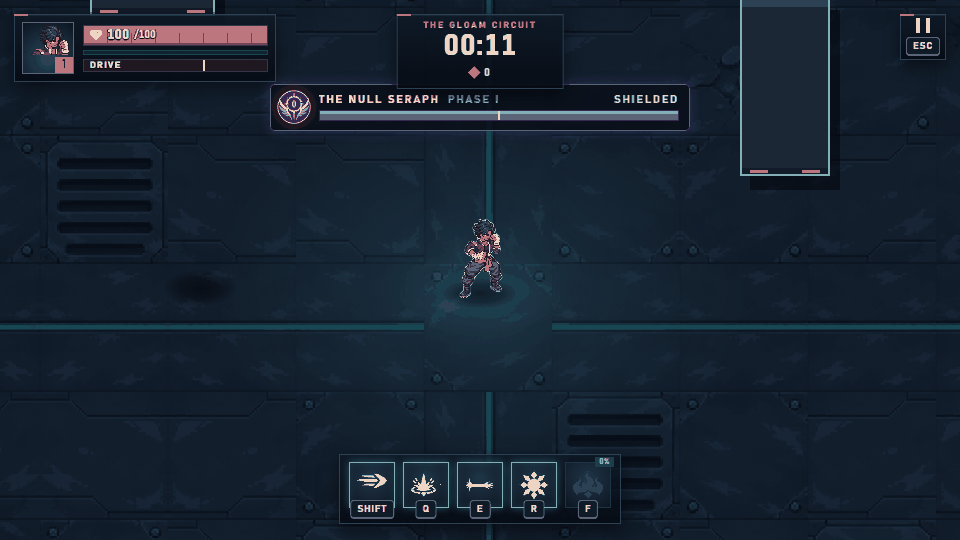 100 /100
1
DRIVE
THE GLOAM CIRCUIT
00:11
0
ESC
THE NULL SERAPH PHASE I SHIELDED
0%
SHIFT Q E R F